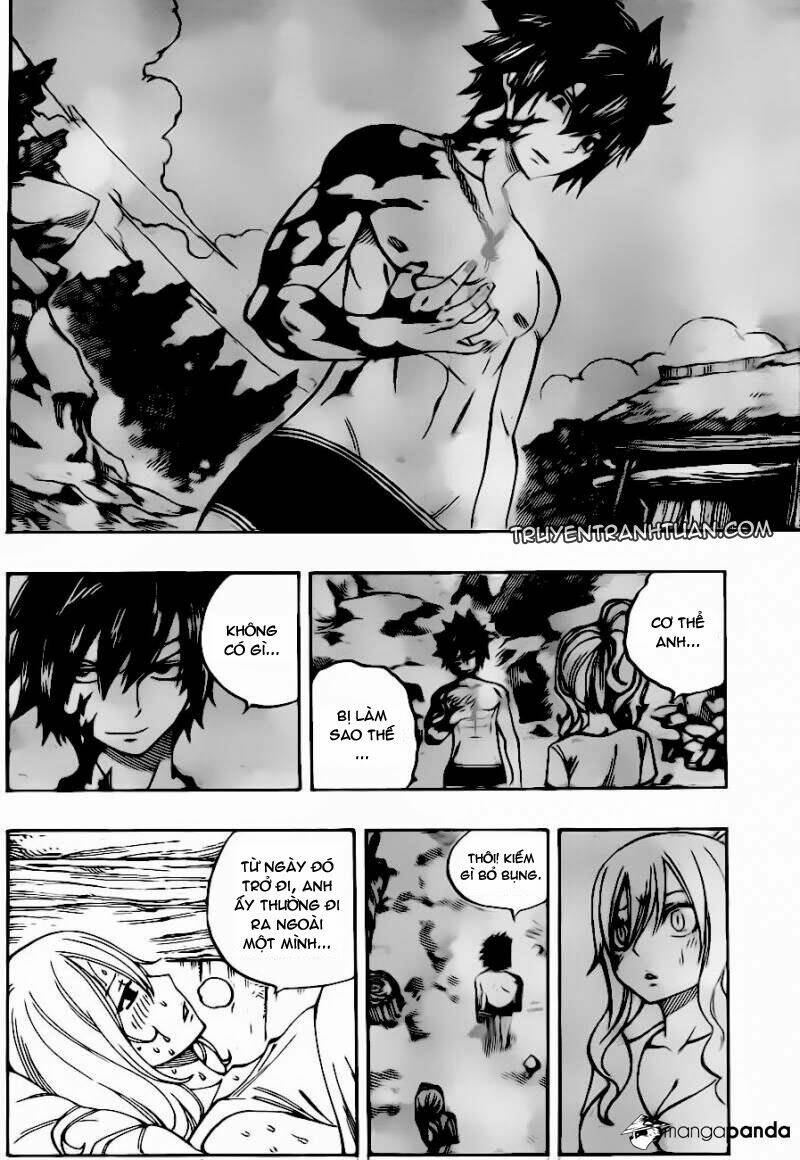 TRUYENTRANHTUAN.COM
CƠ THỂ
ANH...
BỊ LÀM
SAO THẾ
...
KHÔNG
CÓ GÌ...
THÔI! KIẾM
GÌ BỎ BỤNG.
TỪ NGÀY ĐÓ
TRỞ ĐI, ANH
ẤY THƯỜNG ĐI
RA NGOÀI
MỘT MÌNH...
mangapanda